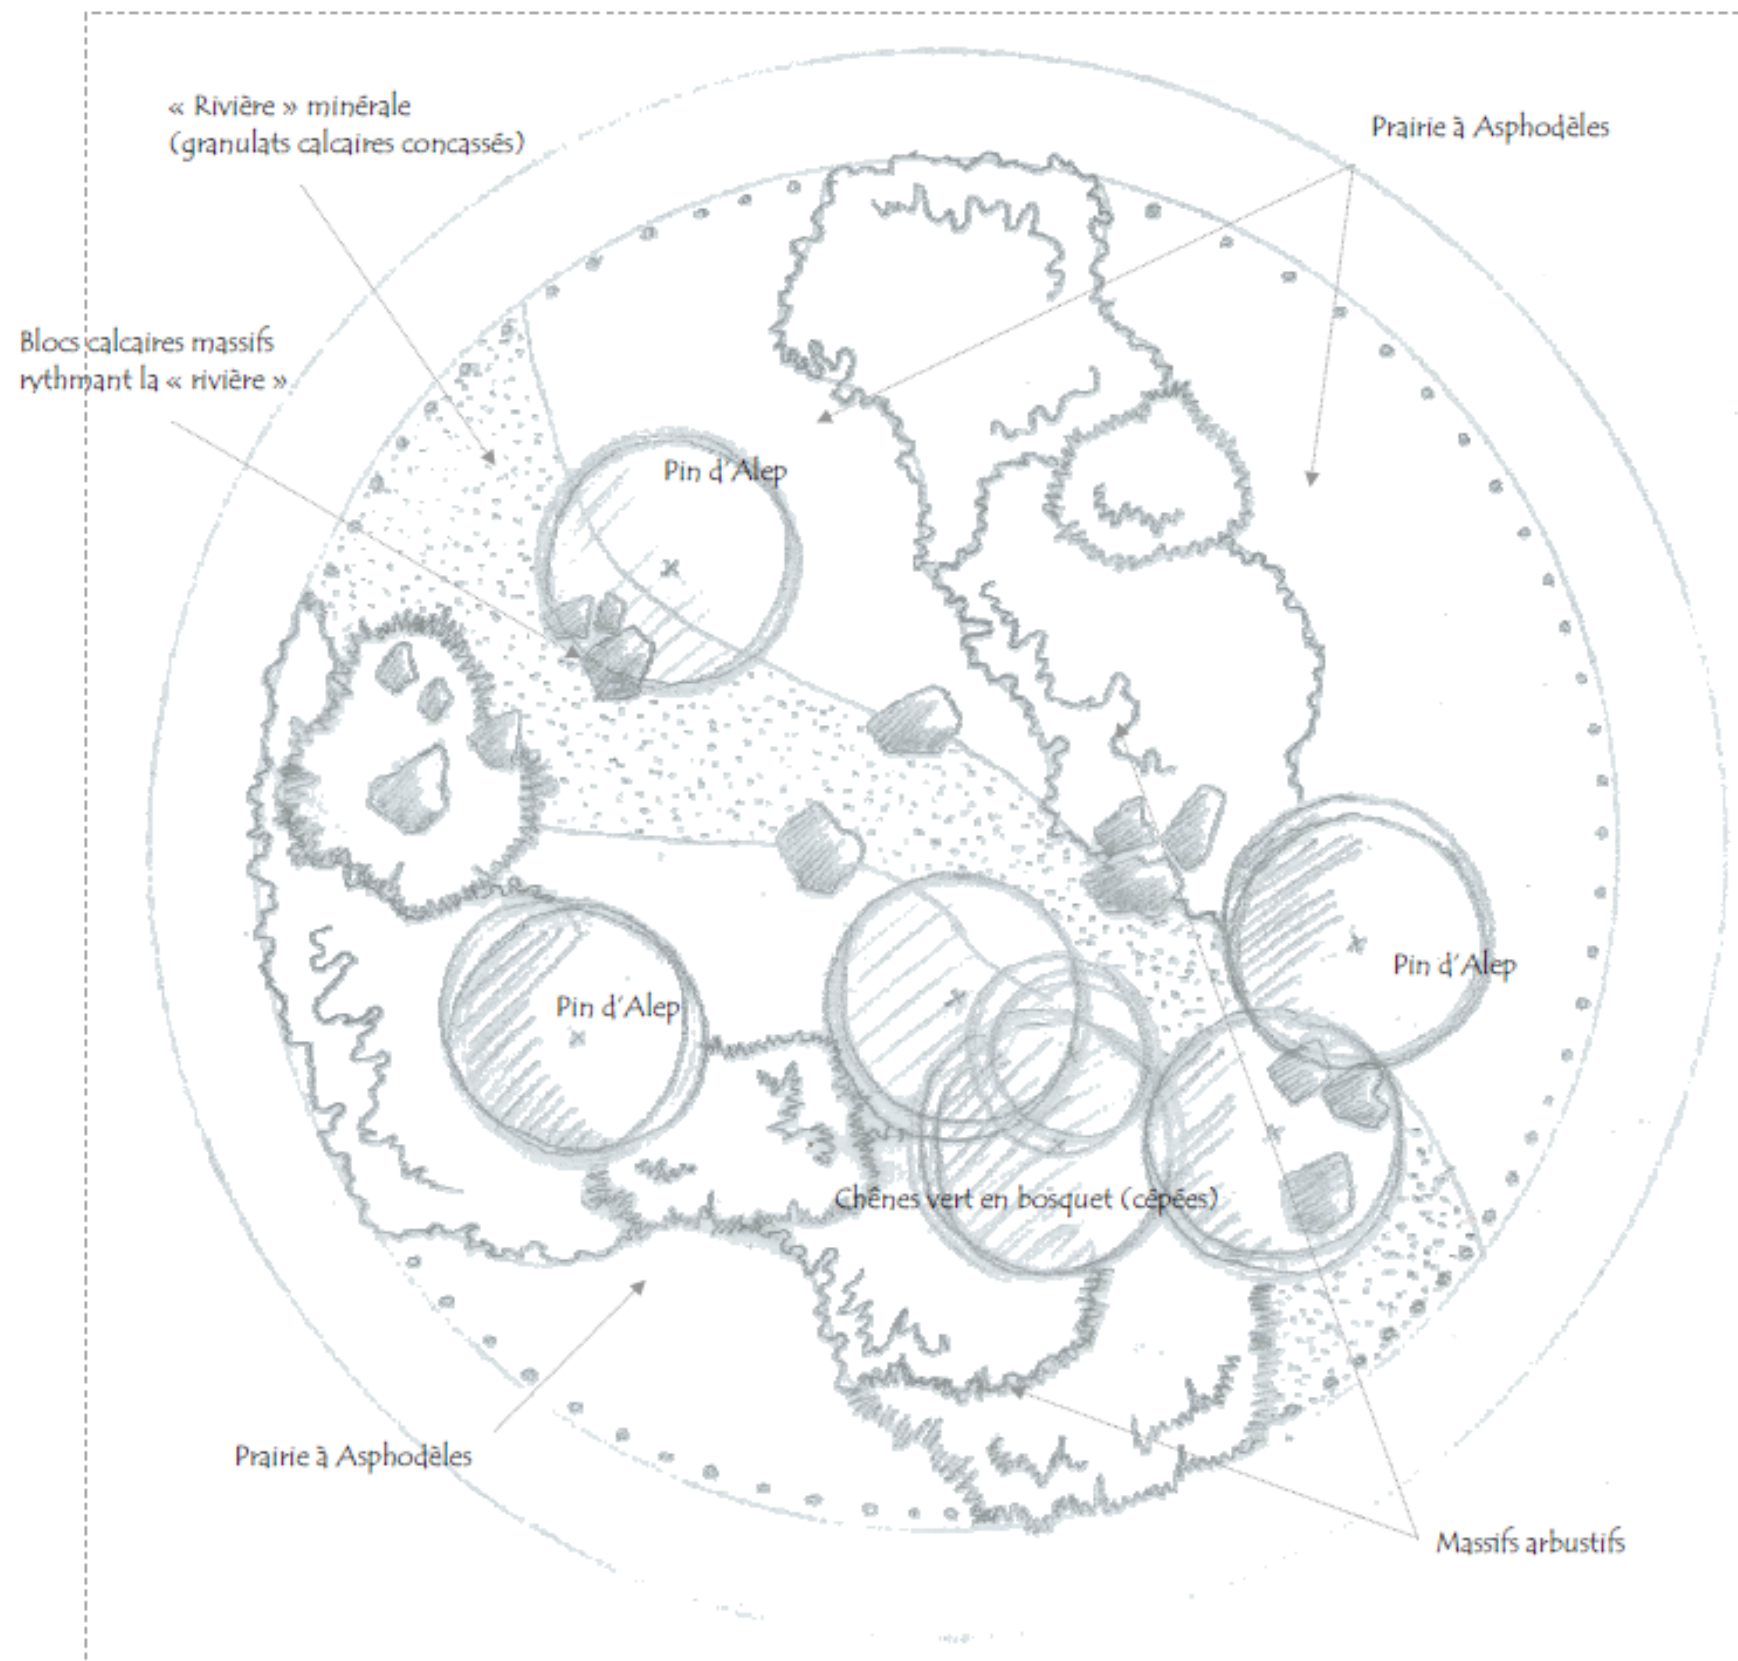 « Rivière » minérale
(granulats calcaires concassés)
Prairie à Asphodèles
Blocs calcaires massifs
rythmant la « rivière »
Pin d'Alep
Pin d'Alep
Pin d'Alep
Chênes vert en bosquet (cépées)
Prairie à Asphodèles
Massifs arbustifs